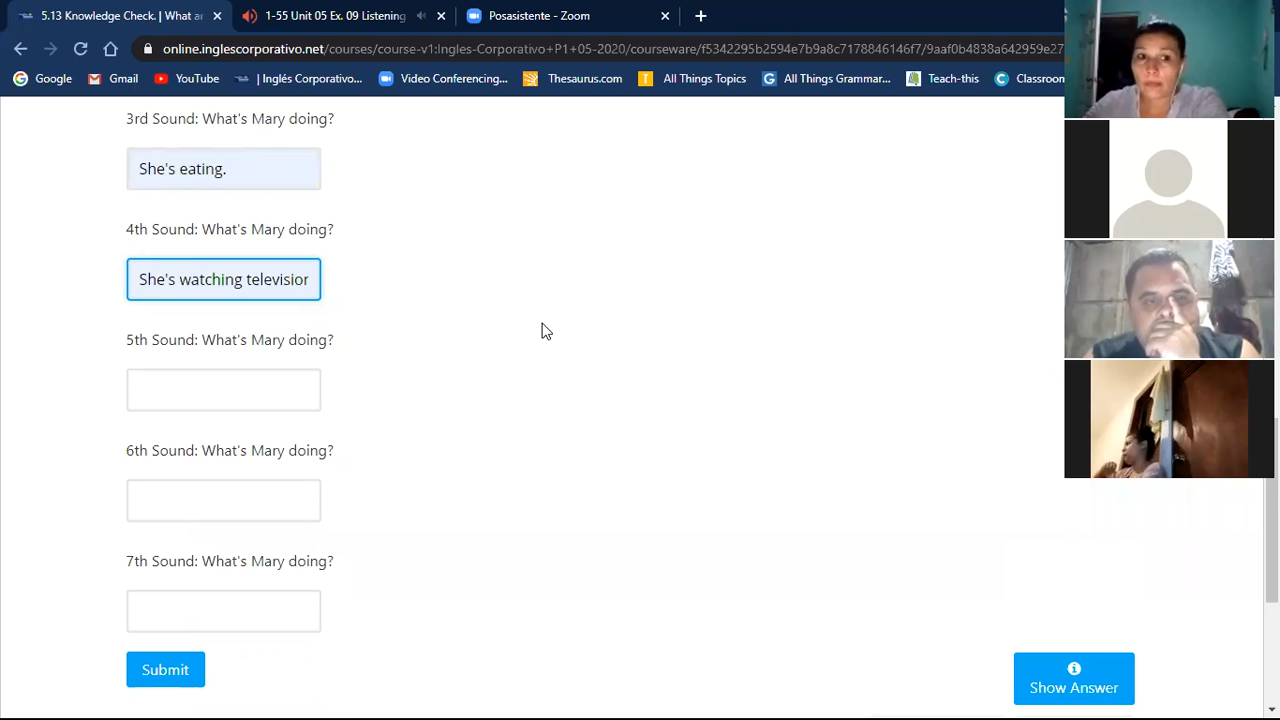 5.13 Knowledge Check. | What ar
1-55 Unit 05 Ex. 09 Listening
Posasistente - Zoom
online.inglescorporativo.net/courses/course-v1:Ingles-Corporativo+P1+05-2020/courseware/f5342295b2594e7b9a8c7178846146f7/9aaf0b4838a642959e27
Google
Gmail
YouTube
| Inglés Corporativo...
Video Conferencing...
Thesaurus.com
All Things Topics
All Things Grammar...
Teach-this
Classroom
3rd Sound: What's Mary doing?
She's eating.
4th Sound: What's Mary doing?
She's watching television
5th Sound: What's Mary doing?
6th Sound: What's Mary doing?
7th Sound: What's Mary doing?
Submit
Show Answer